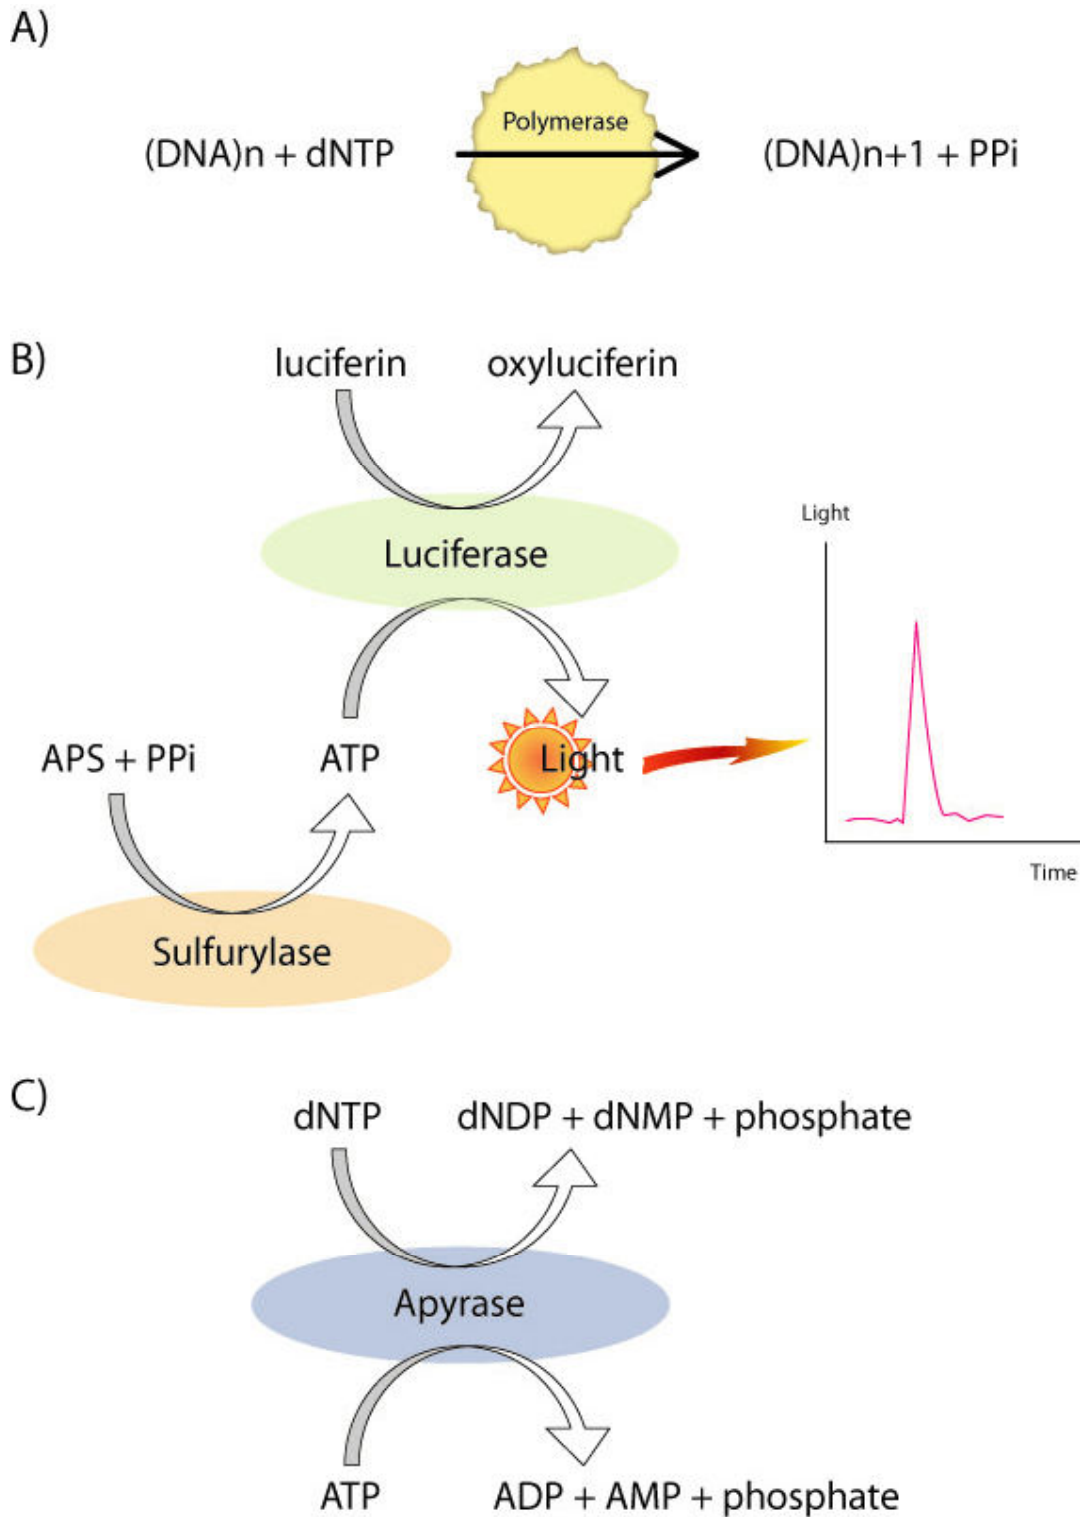 A)
Polymerase
(DNA)n + dNTP
(DNA)n+1 + PPi
B)
luciferin
oxyluciferin
Luciferase
Light
APS + PPi
ATP
Light
Time
Sulfurylase
C)
dNTP
dNDP + dNMP + phosphate
Apyrase
ATP
ADP + AMP + phosphate